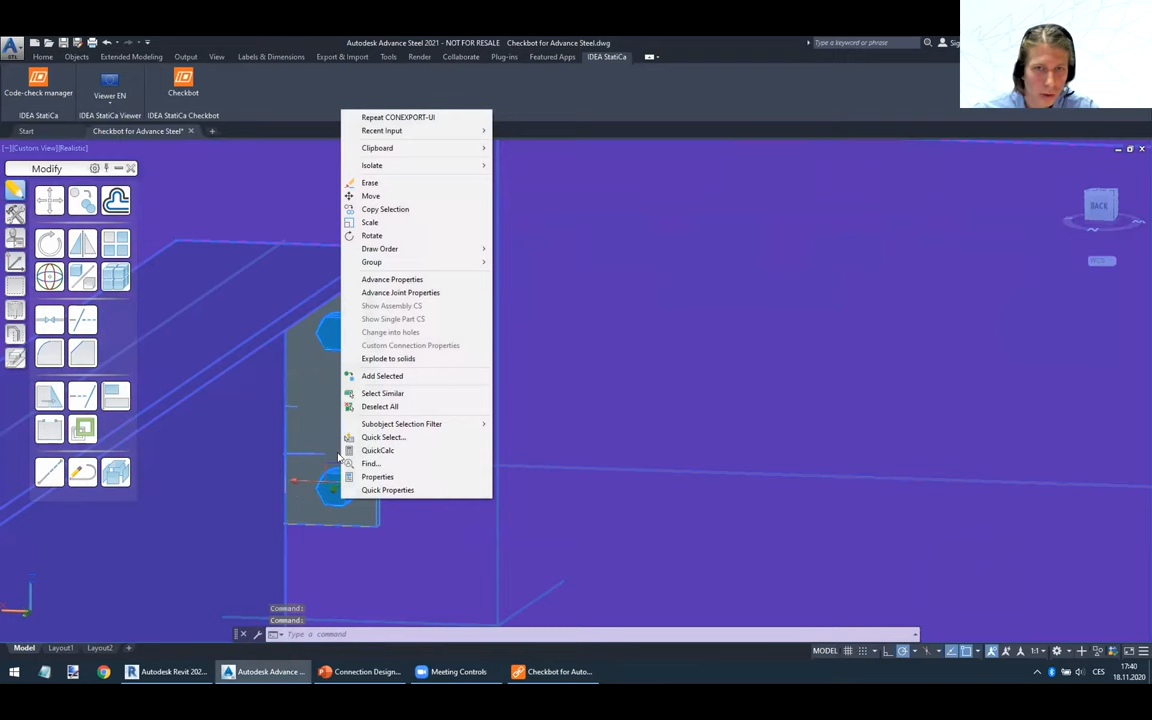 Autodesk Advance Steel 2021 - NOT FOR RESALE    Checkbot for Advance Steel.dwg
Type a keyword or phrase
STL
Home Objects Extended Modeling Output View Labels & Dimensions Export & Import Tools Render Collaborate Plug-ins Featured Apps IDEA StatiCa
Code-check manager
Viewer EN
Checkbot
IDEA StatiCa
IDEA StatiCa Viewer
IDEA StatiCa Checkbot
Start
Checkbot for Advance Steel*
[−][Custom View][Realistic]
Modify
BACK
Repeat CONEXPORT-UI
Recent Input
Clipboard
Isolate
Erase
Move
Copy Selection
Scale
Rotate
Draw Order
Group
Advance Properties
Advance Joint Properties
Show Assembly CS
Show Single Part CS
Change into holes
Custom Connection Properties
Explode to solids
Add Selected
Select Similar
Deselect All
Subobject Selection Filter
Quick Select...
QuickCalc
Find...
Properties
Quick Properties
Command:
Command:
Type a command
Model Layout1 Layout2
MODEL
1:1
Autodesk Revit 202...
Autodesk Advance ...
Connection Design...
Meeting Controls
Checkbot for Auto...
CES
17:40
18.11.2020